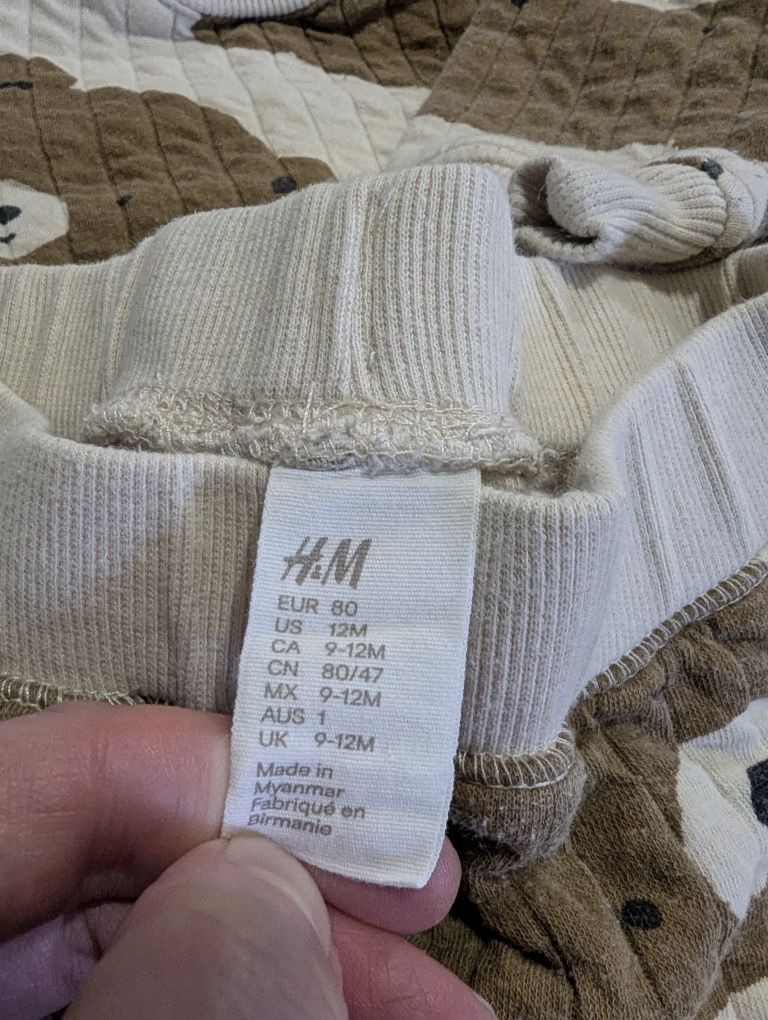 H&M
EUR 80
US 12M
CA 9-12M
CN 80/47
MX 9-12M
AUS 1
UK 9-12M
Made in
Myanmar
Fabriqué en
Birmanie